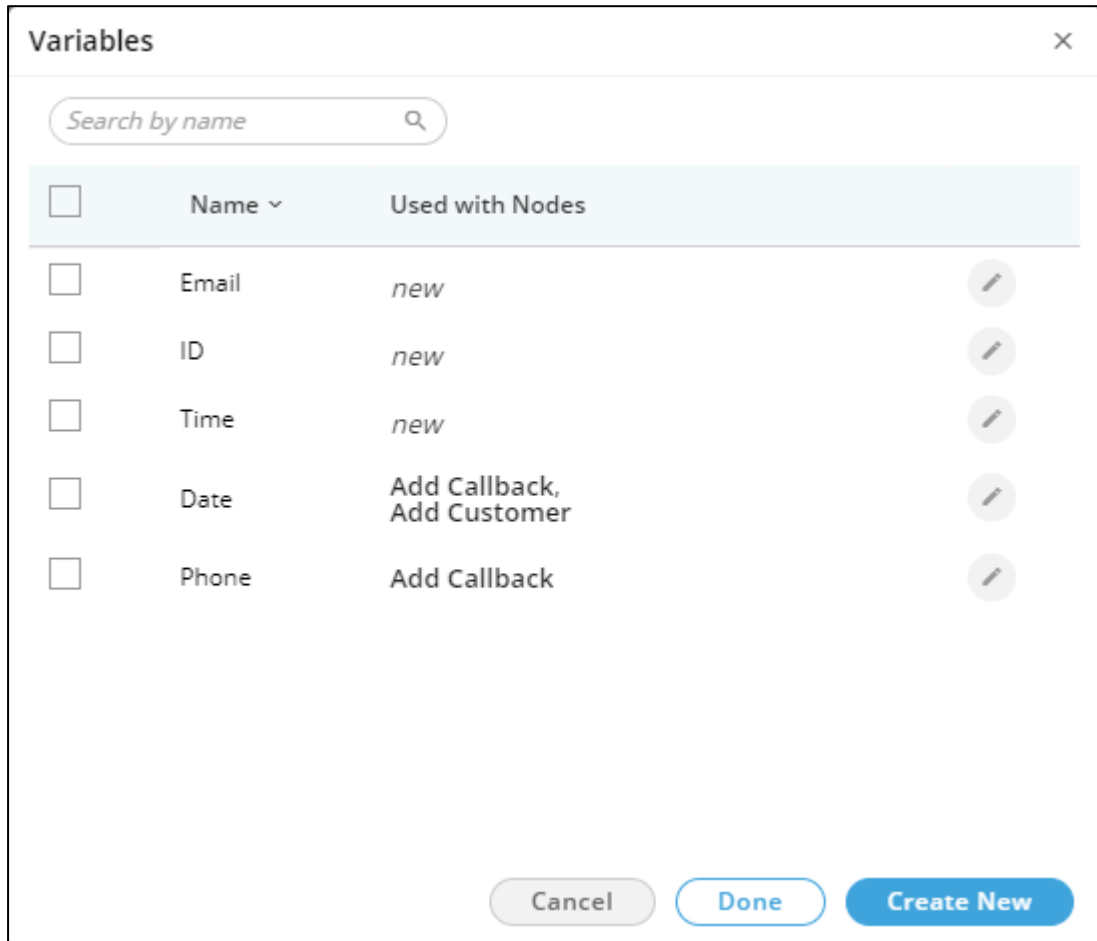 Variables
Search by name
Name Used with Nodes
Email new
ID new
Time new
Date Add Callback,
Add Customer
Phone Add Callback
Cancel Done Create New